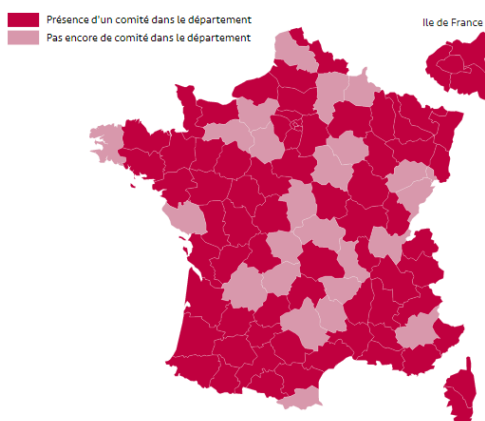 Présence d'un comité dans le département
Pas encore de comité dans le département
Ile de France